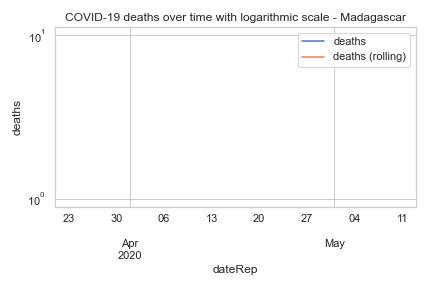 COVID-19 deaths over time with logarithmic scale - Madagascar
10¹
deaths
deaths (rolling)
deaths
10⁰
23 30 06 13 20 27 04 11
Apr May
2020
dateRep